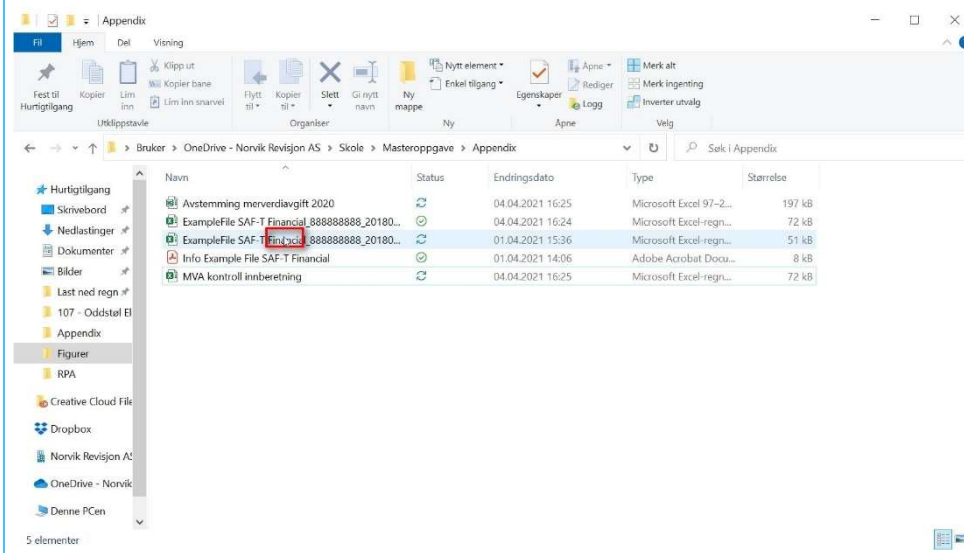 Appendix
Fil Hjem Del Visning
Fest til Hurtigtilgang
Kopier
Lim inn
Klipp ut
Kopier bane
Lim inn snarvei
Utklippstavle
Flytt til
Kopier til
Slett
Gi nytt navn
Organiser
Ny mappe
Nytt element
Enkel tilgang
Ny
Egenskaper
Åpne
Rediger
Logg
Åpne
Merk alt
Merk ingenting
Inverter utvalg
Velg
Bruker > OneDrive - Norvik Revisjon AS > Skole > Masteroppgave > Appendix
Søk i Appendix
Hurtigtilgang
Skrivebord
Nedlastinger
Dokumenter
Bilder
Last ned regn
107 - Oddstøl El
Appendix
Figurer
RPA
Creative Cloud File
Dropbox
Norvik Revisjon AS
OneDrive - Norvik
Denne PCen
Navn Status Endringsdato Type Størrelse
Avstemming merverdiavgift 2020 04.04.2021 16:25 Microsoft Excel 97–2... 197 kB
ExampleFile SAF-T Financial_888888888_20180... 04.04.2021 16:24 Microsoft Excel-regn... 72 kB
ExampleFile SAF-T Financial_888888888_20180... 01.04.2021 15:36 Microsoft Excel-regn... 51 kB
Info Example File SAF-T Financial 01.04.2021 14:06 Adobe Acrobat Docu... 8 kB
MVA kontroll innberetning 04.04.2021 16:25 Microsoft Excel-regn... 72 kB
5 elementer